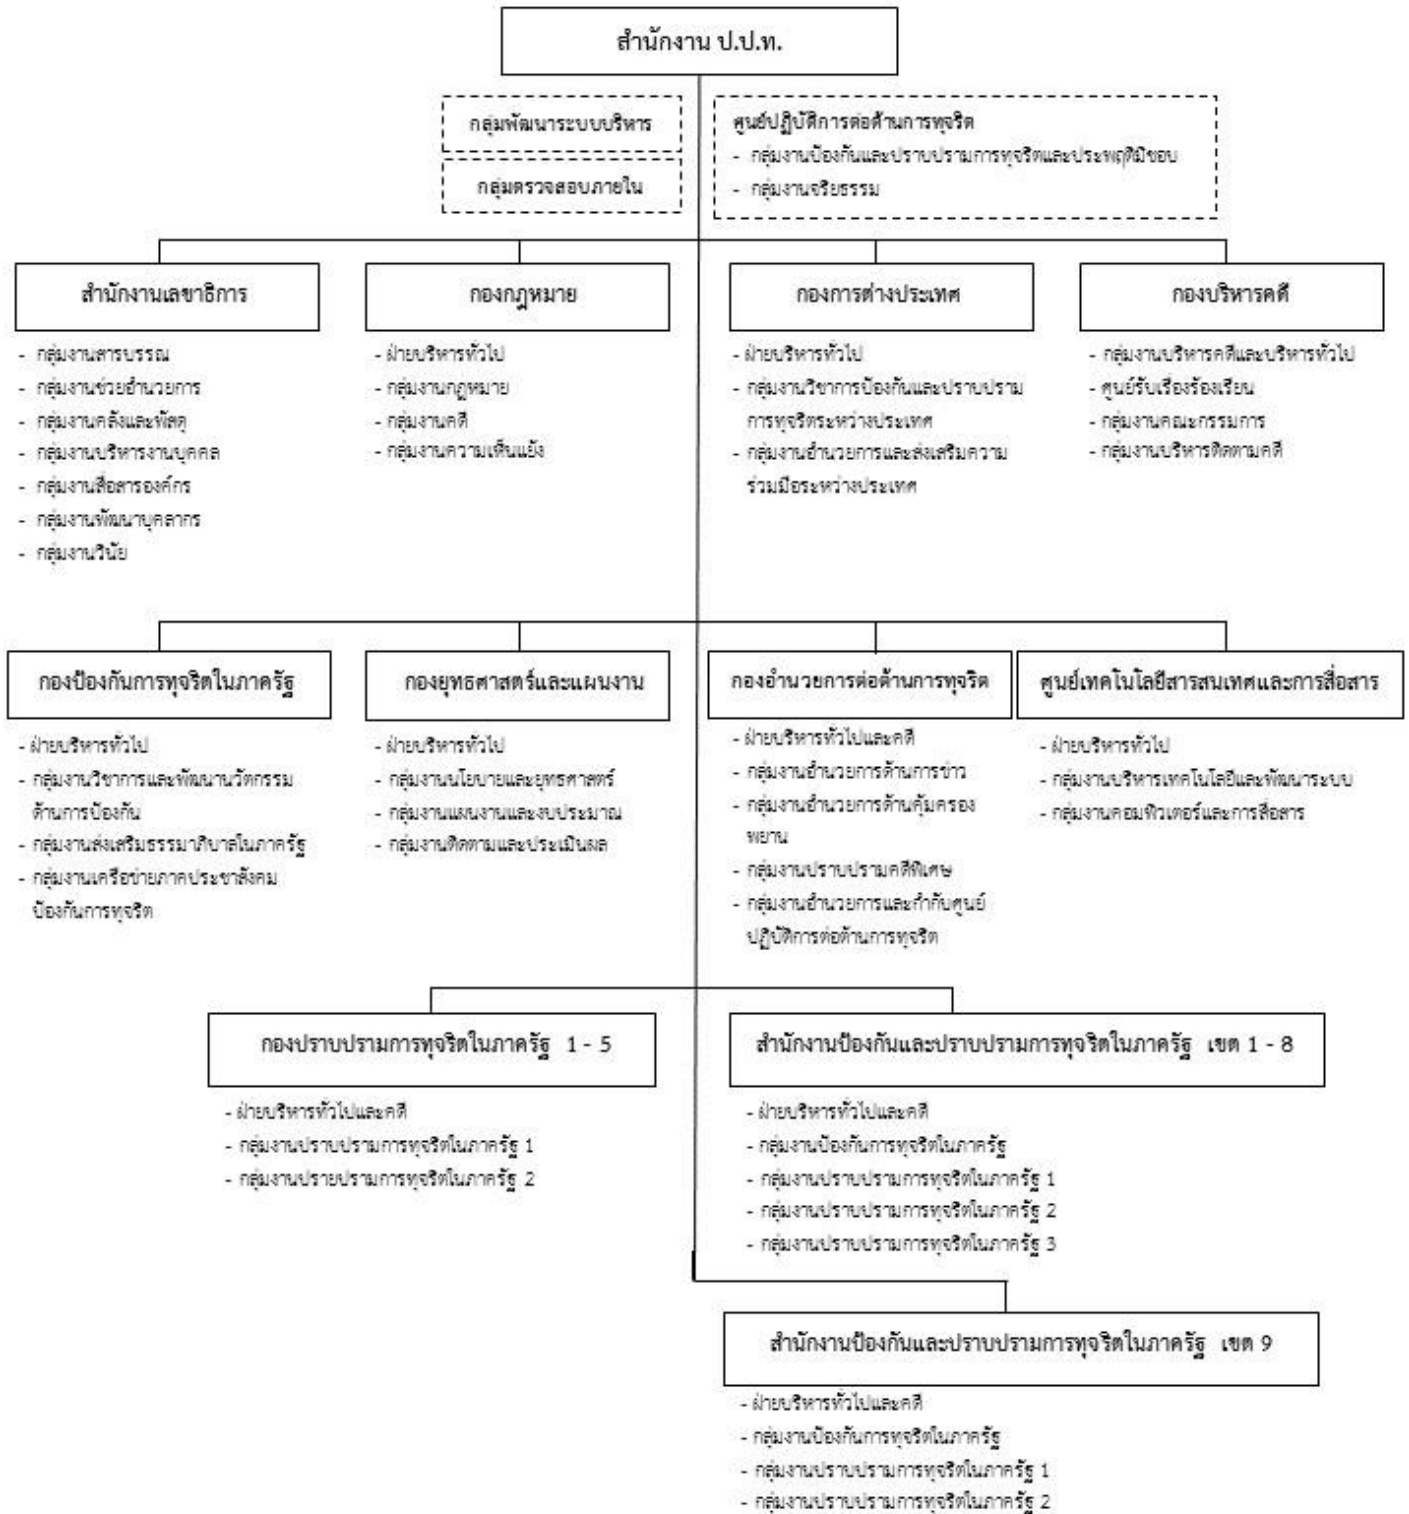 สำนักงาน ป.ป.ท.
กลุ่มพัฒนาระบบบริหาร
กลุ่มตรวจสอบภายใน
ศูนย์ปฏิบัติการต่อต้านการทุจริต
- กลุ่มงานป้องกันและปราบปรามการทุจริตและประพฤติมิชอบ
- กลุ่มงานจริยธรรม
สำนักงานเลขาธิการ
- กลุ่มงานสารบรรณ
- กลุ่มงานช่วยอำนวยการ
- กลุ่มงานคลังและพัสดุ
- กลุ่มงานบริหารงานบุคคล
- กลุ่มงานสื่อสารองค์กร
- กลุ่มงานพัฒนาบุคลากร
- กลุ่มงานวินัย
กองกฎหมาย
- ฝ่ายบริหารทั่วไป
- กลุ่มงานกฎหมาย
- กลุ่มงานคดี
- กลุ่มงานความเห็นแย้ง
กองการต่างประเทศ
- ฝ่ายบริหารทั่วไป
- กลุ่มงานวิชาการป้องกันและปราบปราม
การทุจริตระหว่างประเทศ
- กลุ่มงานอำนวยการและส่งเสริมความ
ร่วมมือระหว่างประเทศ
กองบริหารคดี
- กลุ่มงานบริหารคดีและบริหารทั่วไป
- ศูนย์รับเรื่องร้องเรียน
- กลุ่มงานคณะกรรมการ
- กลุ่มงานบริหารติดตามคดี
กองป้องกันการทุจริตในภาครัฐ
- ฝ่ายบริหารทั่วไป
- กลุ่มงานวิชาการและพัฒนานวัตกรรม
ด้านการป้องกัน
- กลุ่มงานส่งเสริมธรรมาภิบาลในภาครัฐ
- กลุ่มงานเครือข่ายภาคประชาสังคม
ป้องกันการทุจริต
กองยุทธศาสตร์และแผนงาน
- ฝ่ายบริหารทั่วไป
- กลุ่มงานนโยบายและยุทธศาสตร์
- กลุ่มงานแผนงานและงบประมาณ
- กลุ่มงานติดตามและประเมินผล
กองอำนวยการต่อต้านการทุจริต
- ฝ่ายบริหารทั่วไปและคดี
- กลุ่มงานอำนวยการด้านการข่าว
- กลุ่มงานอำนวยการด้านคุ้มครอง
พยาน
- กลุ่มงานปราบปรามคดีพิเศษ
- กลุ่มงานอำนวยการและกำกับศูนย์
ปฏิบัติการต่อต้านการทุจริต
ศูนย์เทคโนโลยีสารสนเทศและการสื่อสาร
- ฝ่ายบริหารทั่วไป
- กลุ่มงานบริหารเทคโนโลยีและพัฒนาระบบ
- กลุ่มงานคอมพิวเตอร์และการสื่อสาร
กองปราบปรามการทุจริตในภาครัฐ 1 - 5
- ฝ่ายบริหารทั่วไปและคดี
- กลุ่มงานปราบปรามการทุจริตในภาครัฐ 1
- กลุ่มงานปรายปรามการทุจริตในภาครัฐ 2
สำนักงานป้องกันและปราบปรามการทุจริตในภาครัฐ เขต 1 - 8
- ฝ่ายบริหารทั่วไปและคดี
- กลุ่มงานป้องกันการทุจริตในภาครัฐ
- กลุ่มงานปราบปรามการทุจริตในภาครัฐ 1
- กลุ่มงานปราบปรามการทุจริตในภาครัฐ 2
- กลุ่มงานปราบปรามการทุจริตในภาครัฐ 3
สำนักงานป้องกันและปราบปรามการทุจริตในภาครัฐ เขต 9
- ฝ่ายบริหารทั่วไปและคดี
- กลุ่มงานป้องกันการทุจริตในภาครัฐ
- กลุ่มงานปราบปรามการทุจริตในภาครัฐ 1
- กลุ่มงานปราบปรามการทุจริตในภาครัฐ 2